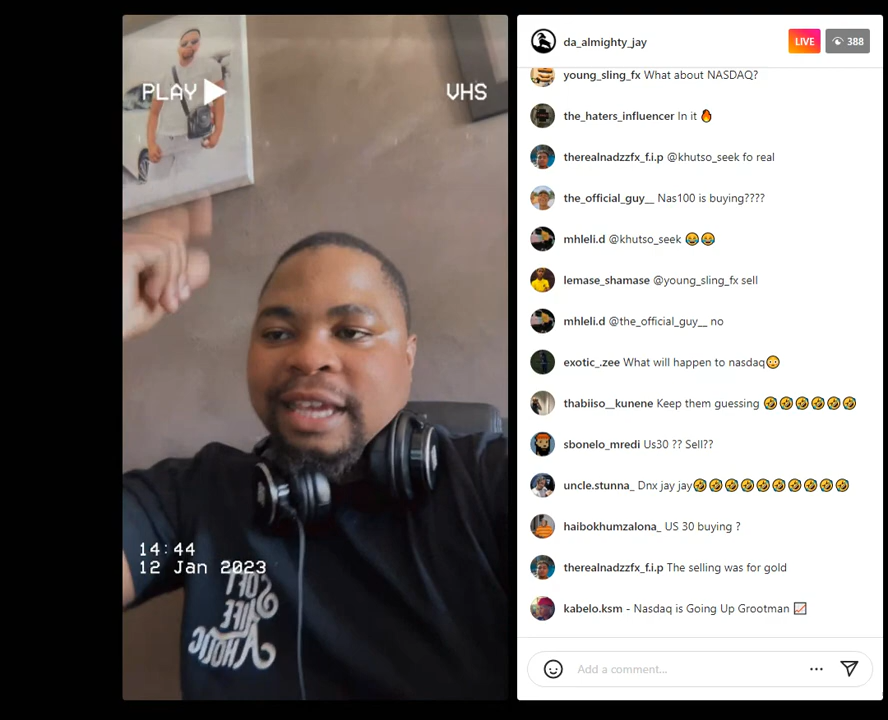 PLAY
VHS
14:44
12 Jan 2023
SOFT
LIFE
AHOLIC
da_almighty_jay
LIVE
388
young_sling_fx What about NASDAQ?
the_haters_influencer In it 🔥
therealnadzzfx_f.i.p @khutso_seek fo real
the_official_guy__ Nas100 is buying????
mhleli.d @khutso_seek 😂😂
lemase_shamase @young_sling_fx sell
mhleli.d @the_official_guy__ no
exotic_.zee What will happen to nasdaq😳
thabiiso__kunene Keep them guessing 🤣🤣🤣🤣🤣🤣
sbonelo_mredi Us30 ?? Sell??
uncle.stunna_ Dnx jay jay🤣🤣🤣🤣🤣🤣🤣🤣🤣🤣
haibokhumzalona_ US 30 buying ?
therealnadzzfx_f.i.p The selling was for gold
kabelo.ksm - Nasdaq is Going Up Grootman 📈
Add a comment...